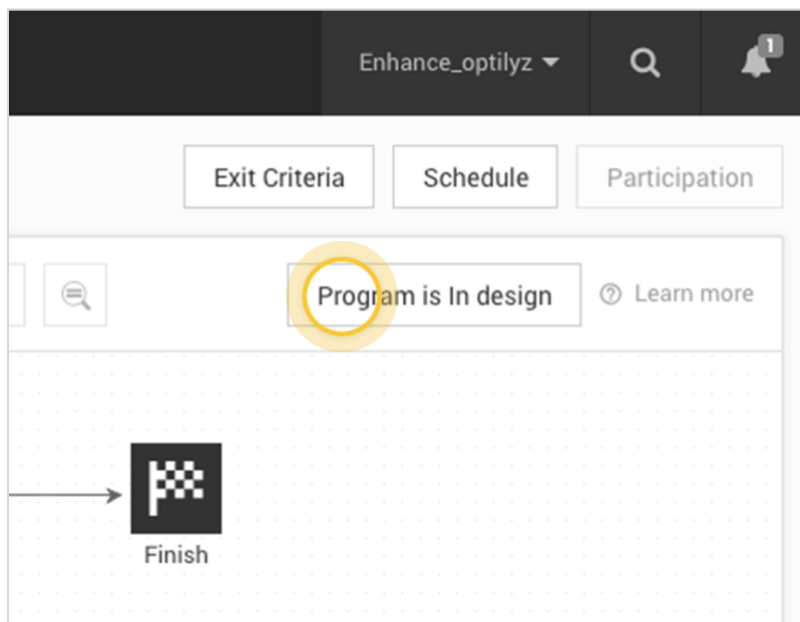 Enhance_optilyz
1
Exit Criteria
Schedule
Participation
Program is In design
Learn more
Finish